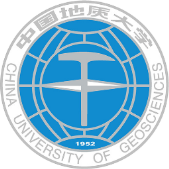 中国地质大学
CHINA UNIVERSITY OF GEOSCIENCES
1952